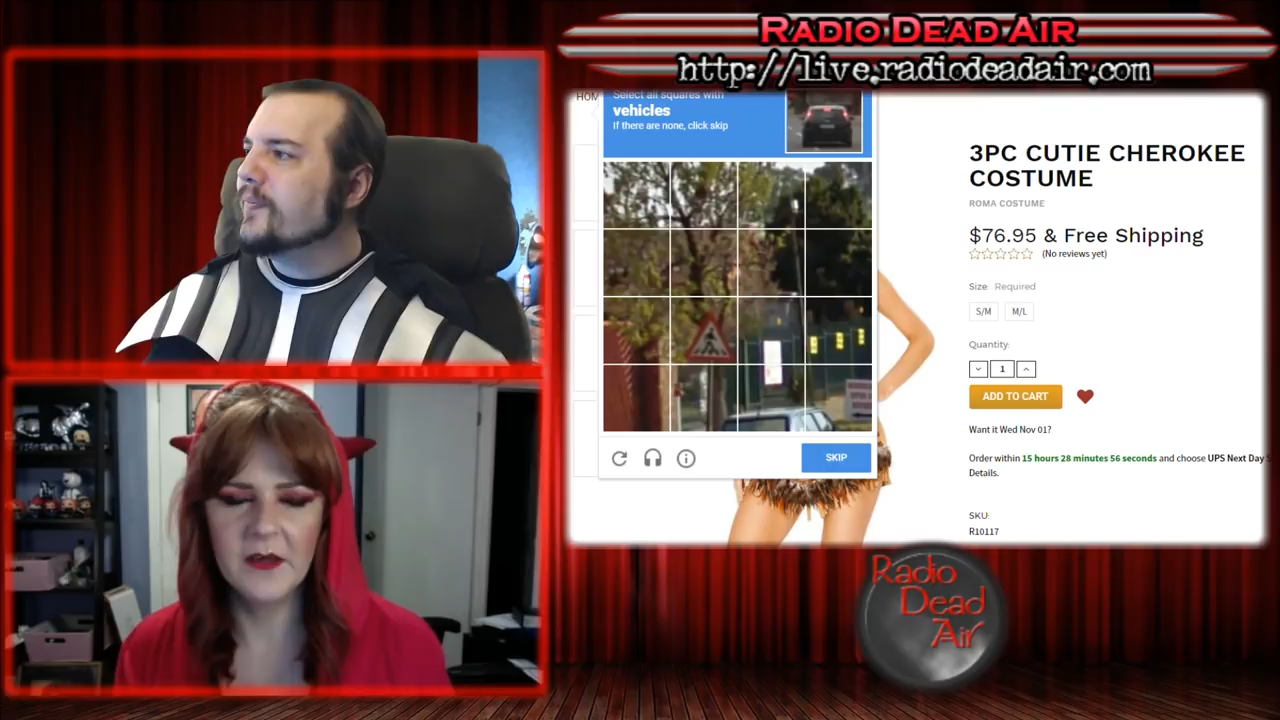 RADIO DEAD AIR
http://live.radiodeadair.com
HOM
Select all squares with
vehicles
If there are none, click skip
SKIP
3PC CUTIE CHEROKEE
COSTUME
ROMA COSTUME
$76.95 & Free Shipping
(No reviews yet)
Size: Required
S/M M/L
Quantity:
1
ADD TO CART
Want it Wed Nov 01?
Order within 15 hours 28 minutes 56 seconds and choose UPS Next Day S
Details.
SKU:
R10117
Radio
Dead
Air